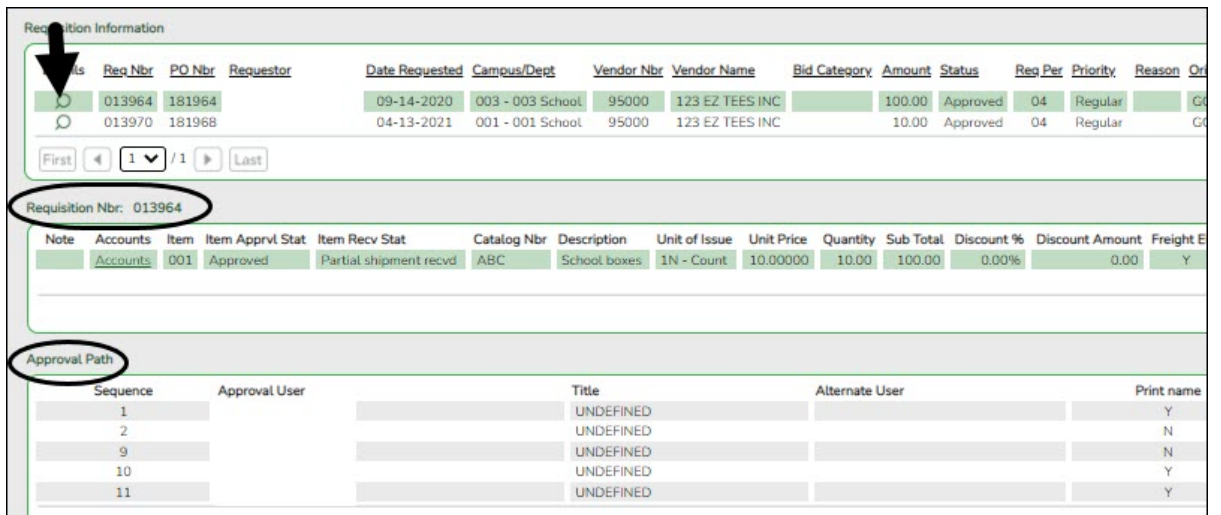 Requisition Information
Details Req Nbr PO Nbr Requestor Date Requested Campus/Dept Vendor Nbr Vendor Name Bid Category Amount Status Req Per Priority Reason Ori
013964 181964 09-14-2020 003 - 003 School 95000 123 EZ TEES INC 100.00 Approved 04 Regular GO
013970 181968 04-13-2021 001 - 001 School 95000 123 EZ TEES INC 10.00 Approved 04 Regular GO
First 1 / 1 Last
Requisition Nbr: 013964
Note Accounts Item Item Apprvl Stat Item Recv Stat Catalog Nbr Description Unit of Issue Unit Price Quantity Sub Total Discount % Discount Amount Freight E
Accounts 001 Approved Partial shipment recvd ABC School boxes 1N - Count 10.00000 10.00 100.00 0.00% 0.00 Y
Approval Path
Sequence Approval User Title Alternate User Print name
1 UNDEFINED Y
2 UNDEFINED N
9 UNDEFINED N
10 UNDEFINED Y
11 UNDEFINED Y